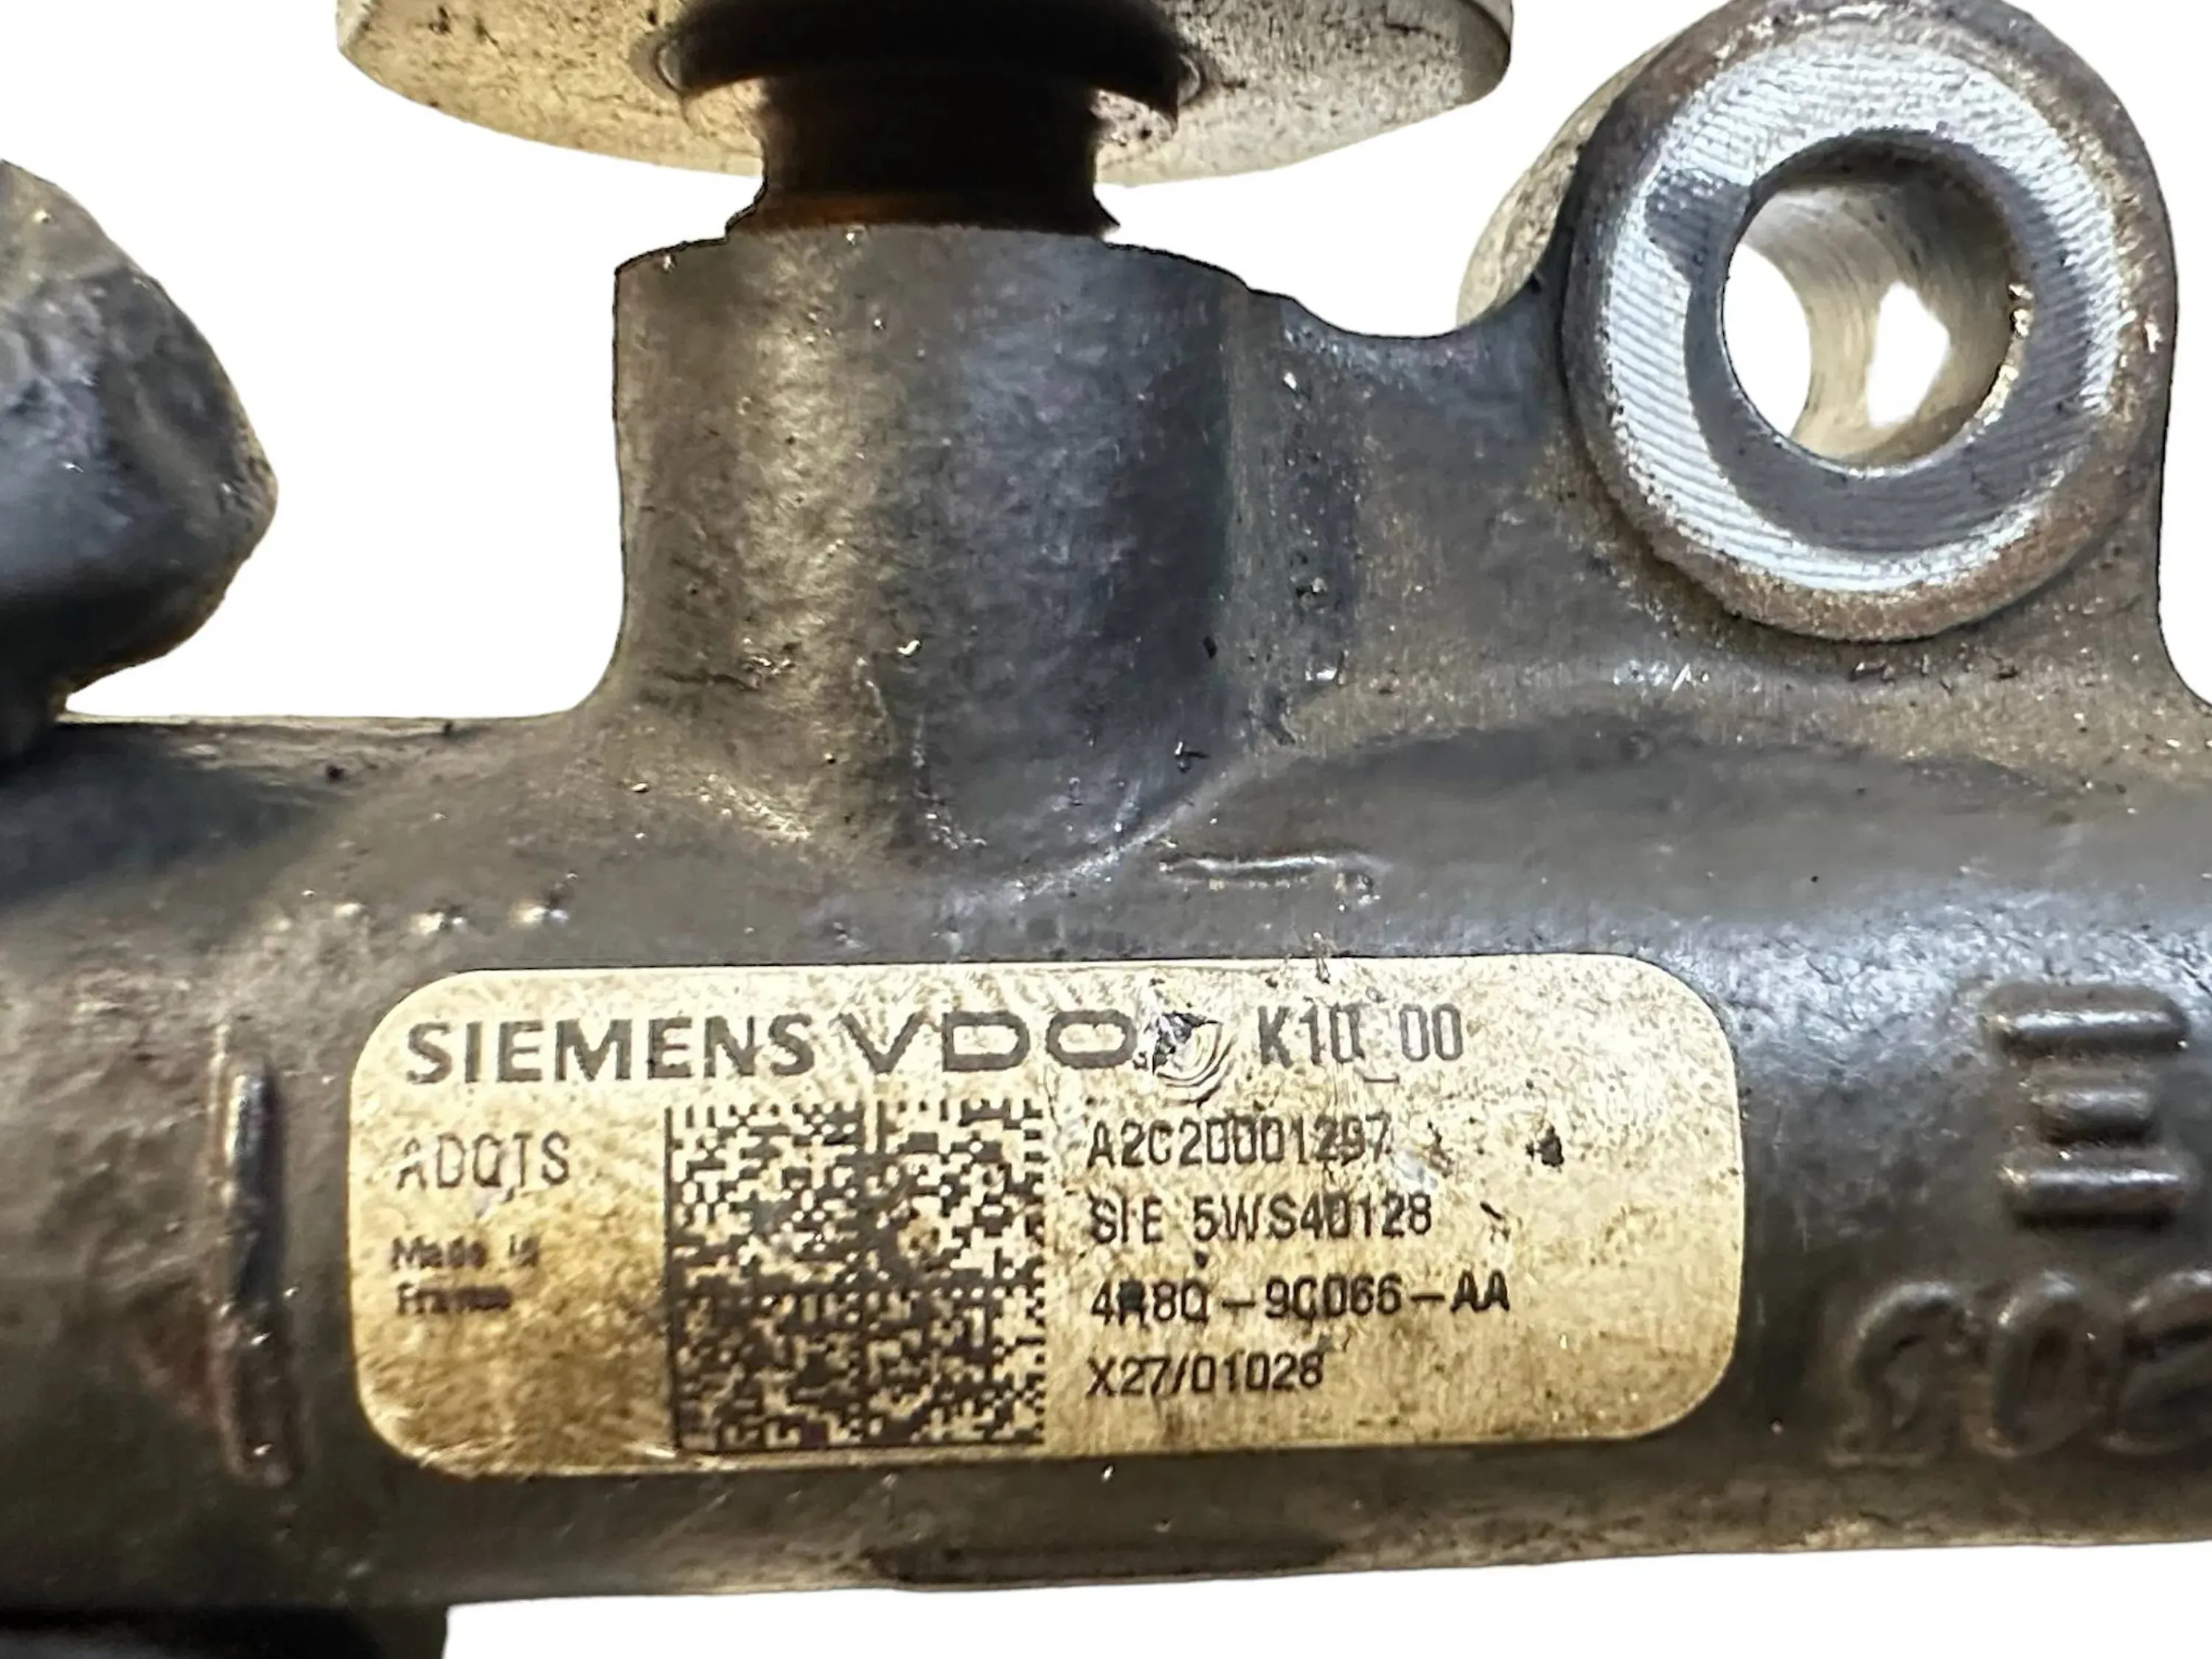 SIEMENS VDO K10_00
ADQTS
A2C20001297
Made in
France
SIE 5WS40128
4R8Q-9C066-AA
X27/01028
E